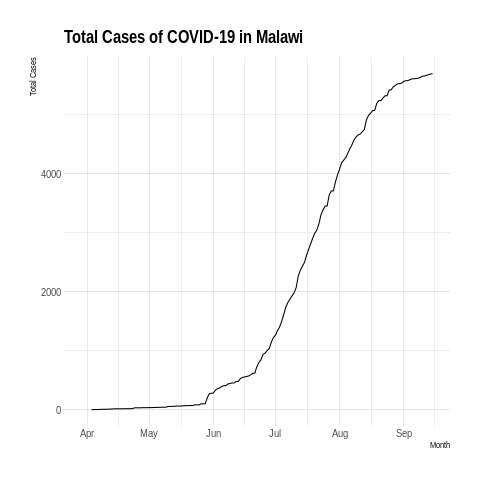 Total Cases of COVID-19 in Malawi
Total Cases
4000
2000
0
Apr May Jun Jul Aug Sep
Month